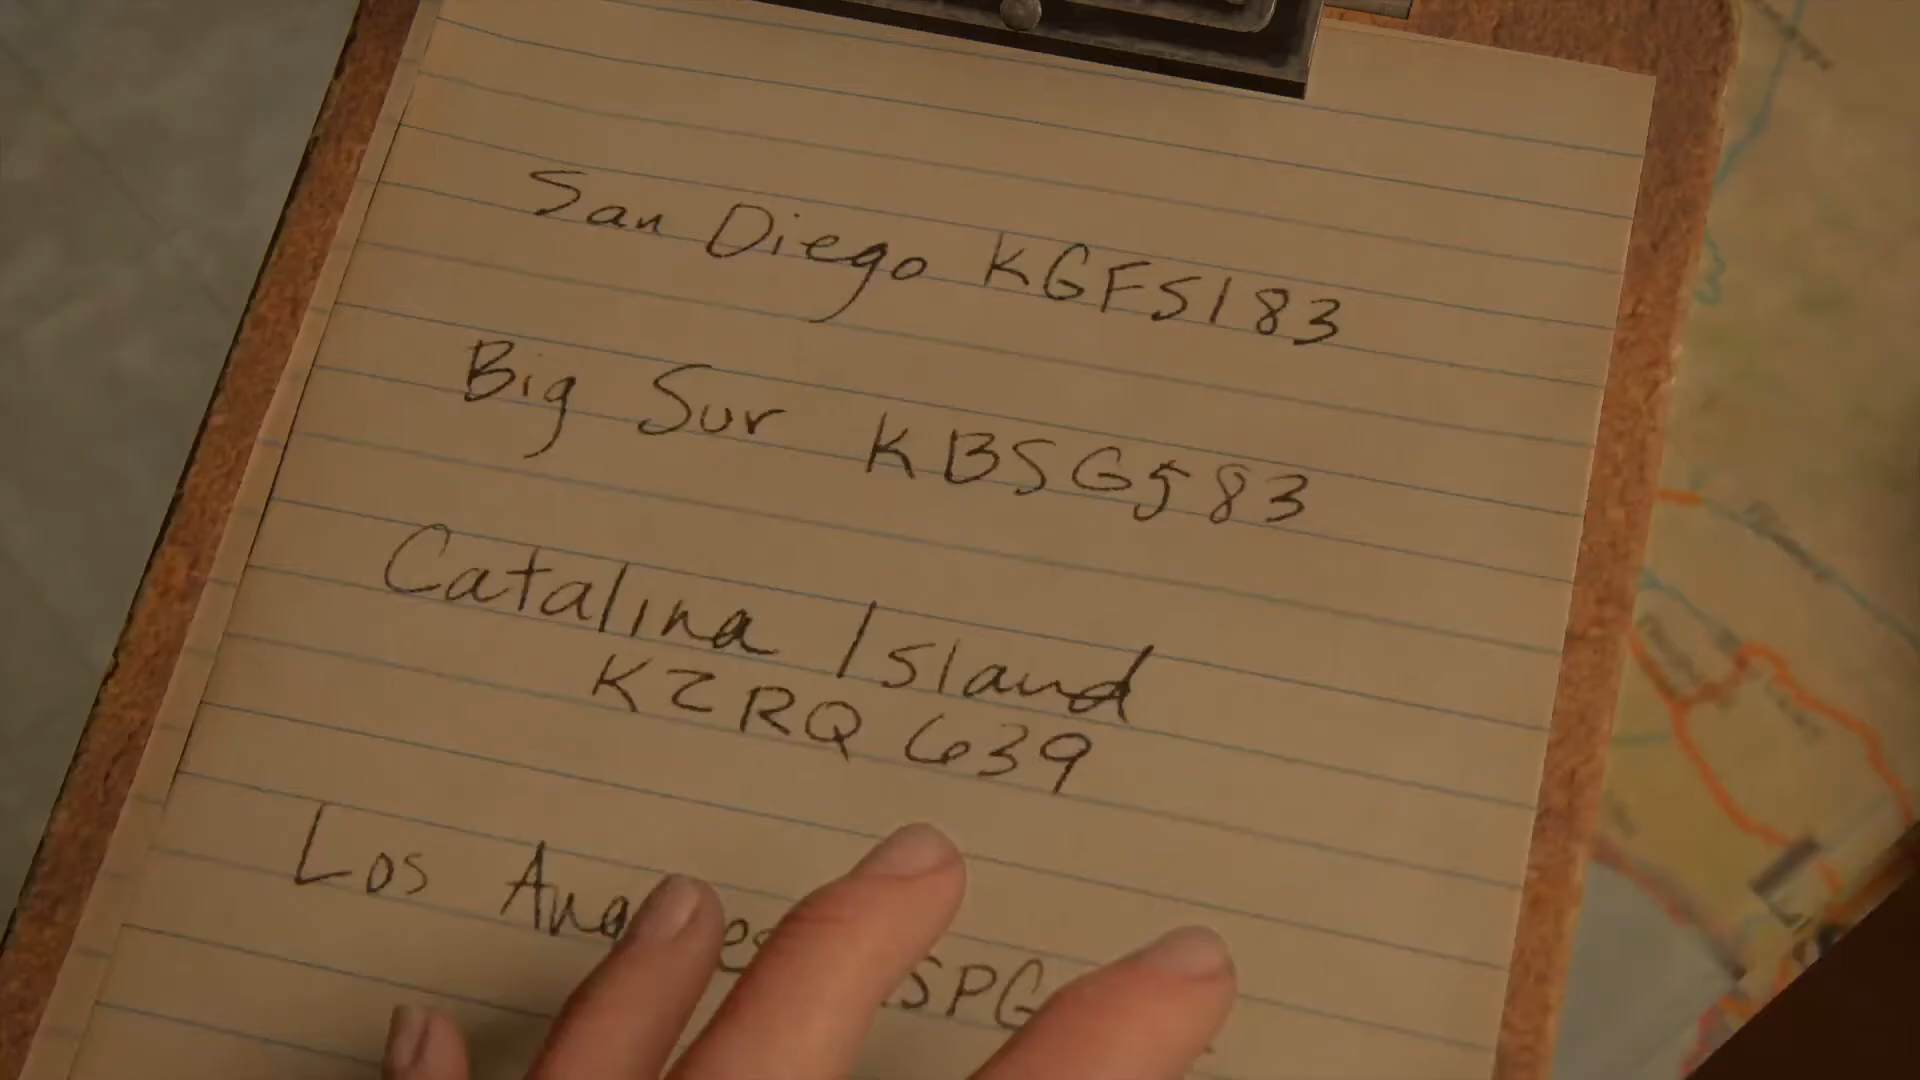 San Diego KGFS183
Big Sur KBSG583
Catalina Island
KZRQ 639
Los